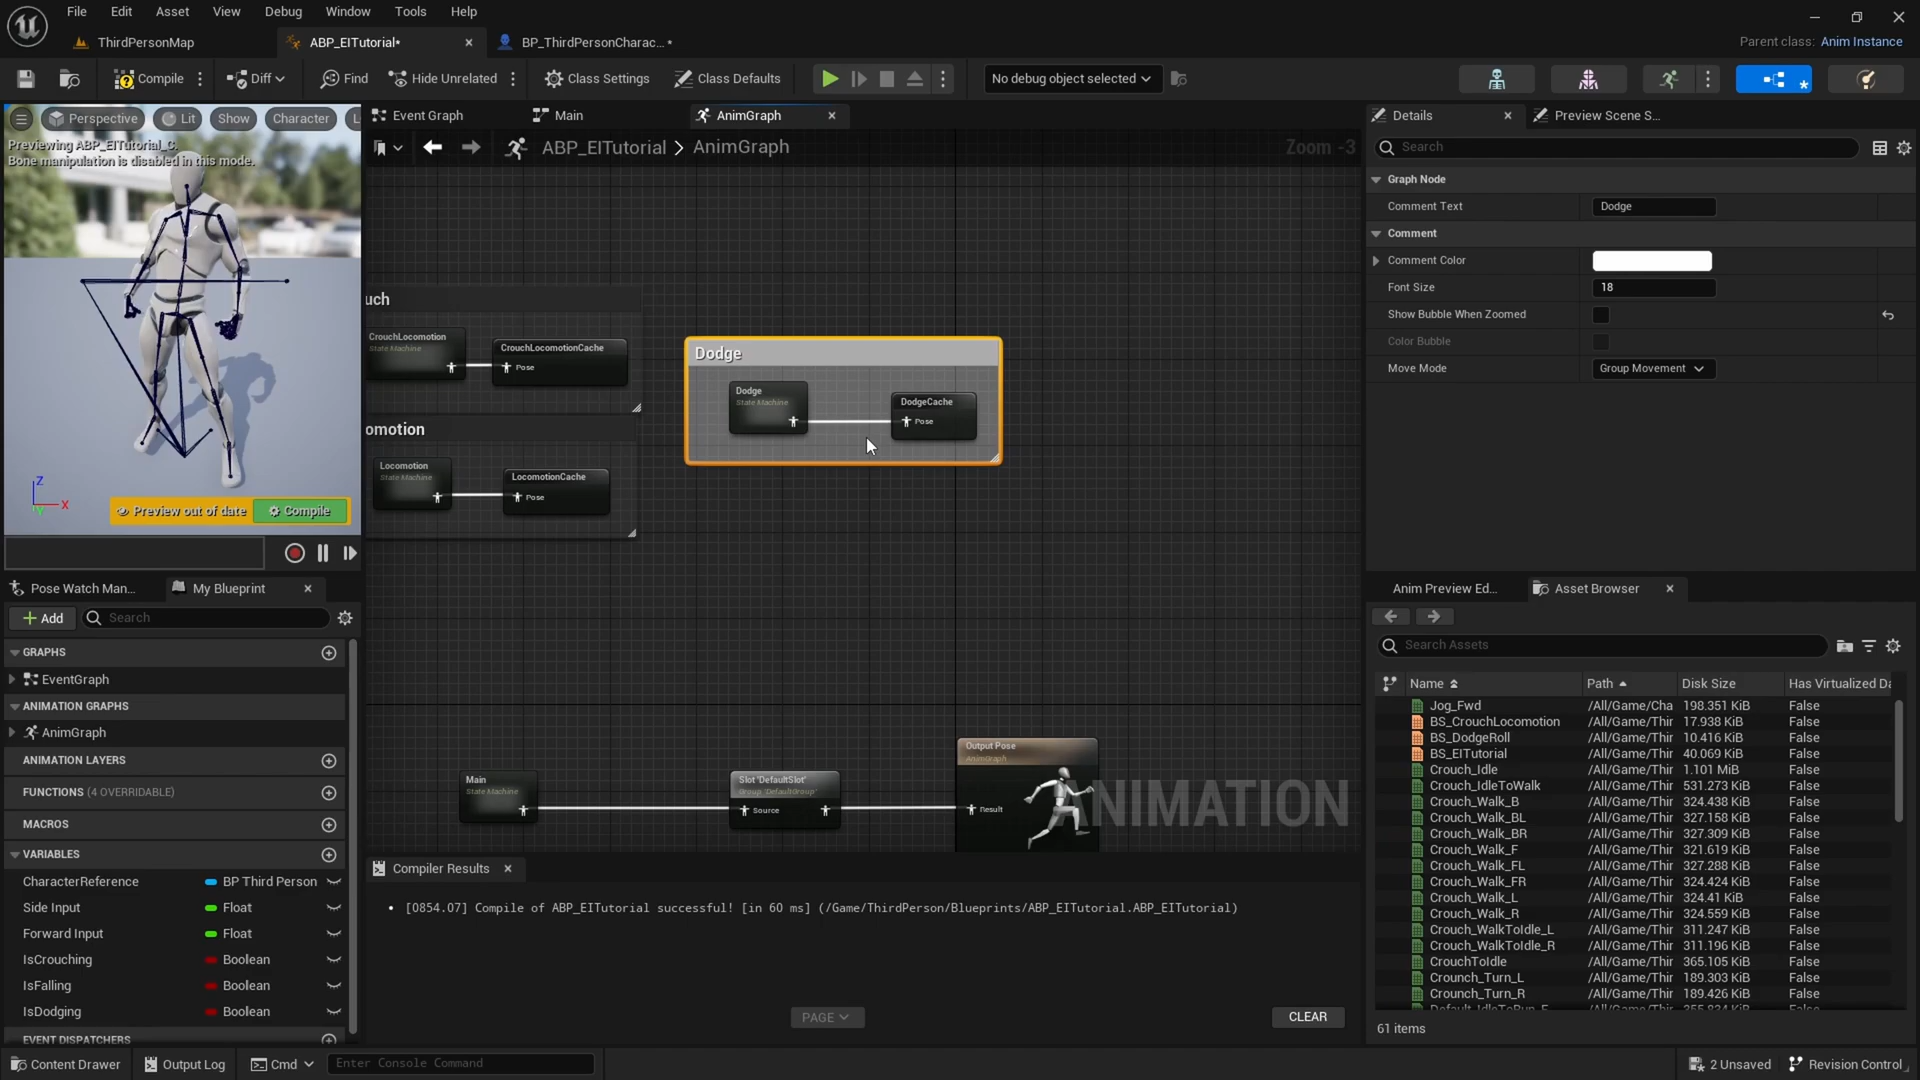 File Edit Asset View Debug Window Tools Help
ThirdPersonMap
ABP_EITutorial*
BP_ThirdPersonCharac... *
Parent class: Anim Instance
Compile
Diff
Find
Hide Unrelated
Class Settings
Class Defaults
No debug object selected
Perspective
Lit
Show
Character
L
Previewing ABP_EITutorial_C.
Bone manipulation is disabled in this mode.
Z
X
Y
Preview out of date
Compile
Event Graph
Main
AnimGraph
ABP_EITutorial > AnimGraph
Zoom -3
uch
CrouchLocomotion
State Machine
CrouchLocomotionCache
Pose
omotion
Locomotion
State Machine
LocomotionCache
Pose
Dodge
Dodge
State Machine
DodgeCache
Pose
Main
State Machine
Slot 'DefaultSlot'
Group 'DefaultGroup'
Source
Output Pose
AnimGraph
Result
ANIMATION
Compiler Results
• [0854.07] Compile of ABP_EITutorial successful! [in 60 ms] (/Game/ThirdPerson/Blueprints/ABP_EITutorial.ABP_EITutorial)
PAGE
CLEAR
Pose Watch Man...
My Blueprint
Add
Search
GRAPHS
EventGraph
ANIMATION GRAPHS
AnimGraph
ANIMATION LAYERS
FUNCTIONS (4 OVERRIDABLE)
MACROS
VARIABLES
CharacterReference BP Third Person
Side Input Float
Forward Input Float
IsCrouching Boolean
IsFalling Boolean
IsDodging Boolean
EVENT DISPATCHERS
Details
Preview Scene S...
Search
Graph Node
Comment Text Dodge
Comment
Comment Color
Font Size 18
Show Bubble When Zoomed
Color Bubble
Move Mode Group Movement
Anim Preview Ed...
Asset Browser
Search Assets
Name Path Disk Size Has Virtualized Da
Jog_Fwd /All/Game/Cha 198.351 KiB False
BS_CrouchLocomotion /All/Game/Thir 17.938 KiB False
BS_DodgeRoll /All/Game/Thir 10.416 KiB False
BS_EITutorial /All/Game/Thir 40.069 KiB False
Crouch_Idle /All/Game/Thir 1.101 MiB False
Crouch_IdleToWalk /All/Game/Thir 531.273 KiB False
Crouch_Walk_B /All/Game/Thir 324.438 KiB False
Crouch_Walk_BL /All/Game/Thir 327.158 KiB False
Crouch_Walk_BR /All/Game/Thir 327.309 KiB False
Crouch_Walk_F /All/Game/Thir 321.619 KiB False
Crouch_Walk_FL /All/Game/Thir 327.288 KiB False
Crouch_Walk_FR /All/Game/Thir 324.424 KiB False
Crouch_Walk_L /All/Game/Thir 324.41 KiB False
Crouch_Walk_R /All/Game/Thir 324.559 KiB False
Crouch_WalkToIdle_L /All/Game/Thir 311.247 KiB False
Crouch_WalkToIdle_R /All/Game/Thir 311.196 KiB False
CrouchToIdle /All/Game/Thir 365.105 KiB False
Crounch_Turn_L /All/Game/Thir 189.303 KiB False
Crounch_Turn_R /All/Game/Thir 189.426 KiB False
61 items
Content Drawer
Output Log
Cmd
Enter Console Command
2 Unsaved
Revision Control